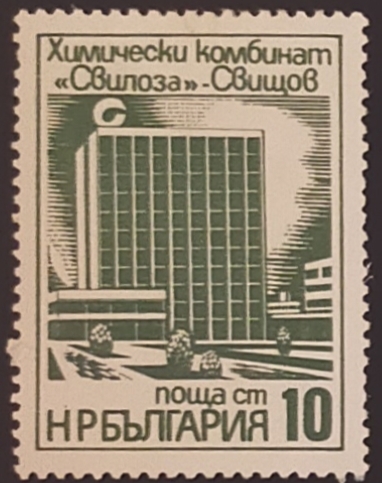 Химически комбинат
«Свилоза»-Свищов
поща ст
НРБЪЛГАРИЯ 10